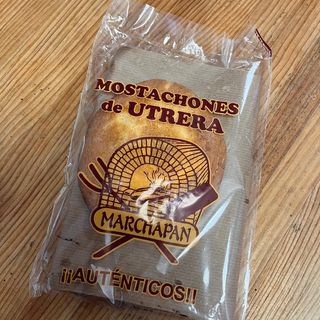 MOSTACHONES
de UTRERA
MARCHAPAN
¡¡AUTÉNTICOS!!